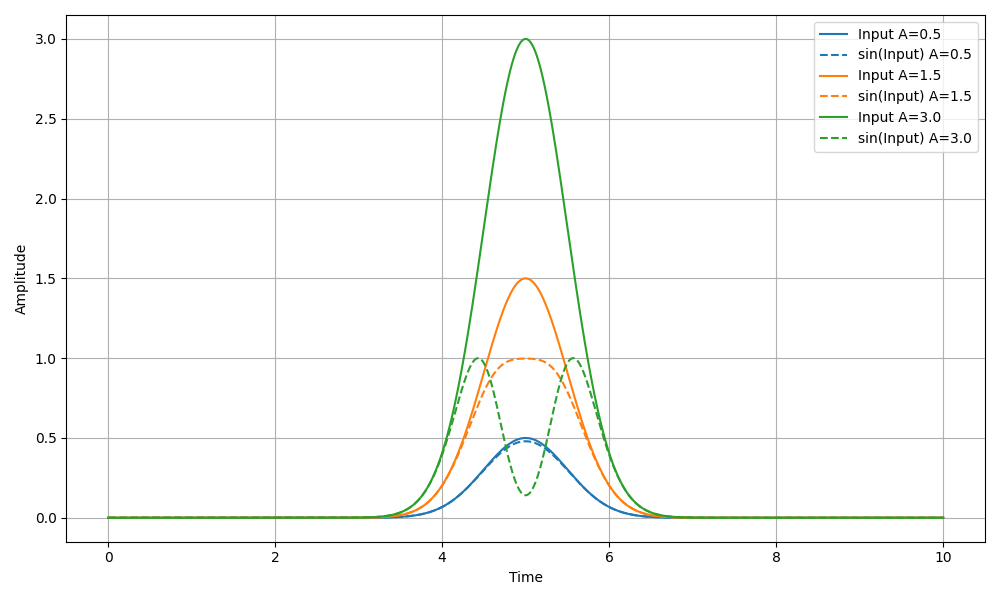 3.0
2.5
2.0
1.5
1.0
0.5
0.0
Amplitude
0 2 4 6 8 10
Time
Input A=0.5
sin(Input) A=0.5
Input A=1.5
sin(Input) A=1.5
Input A=3.0
sin(Input) A=3.0